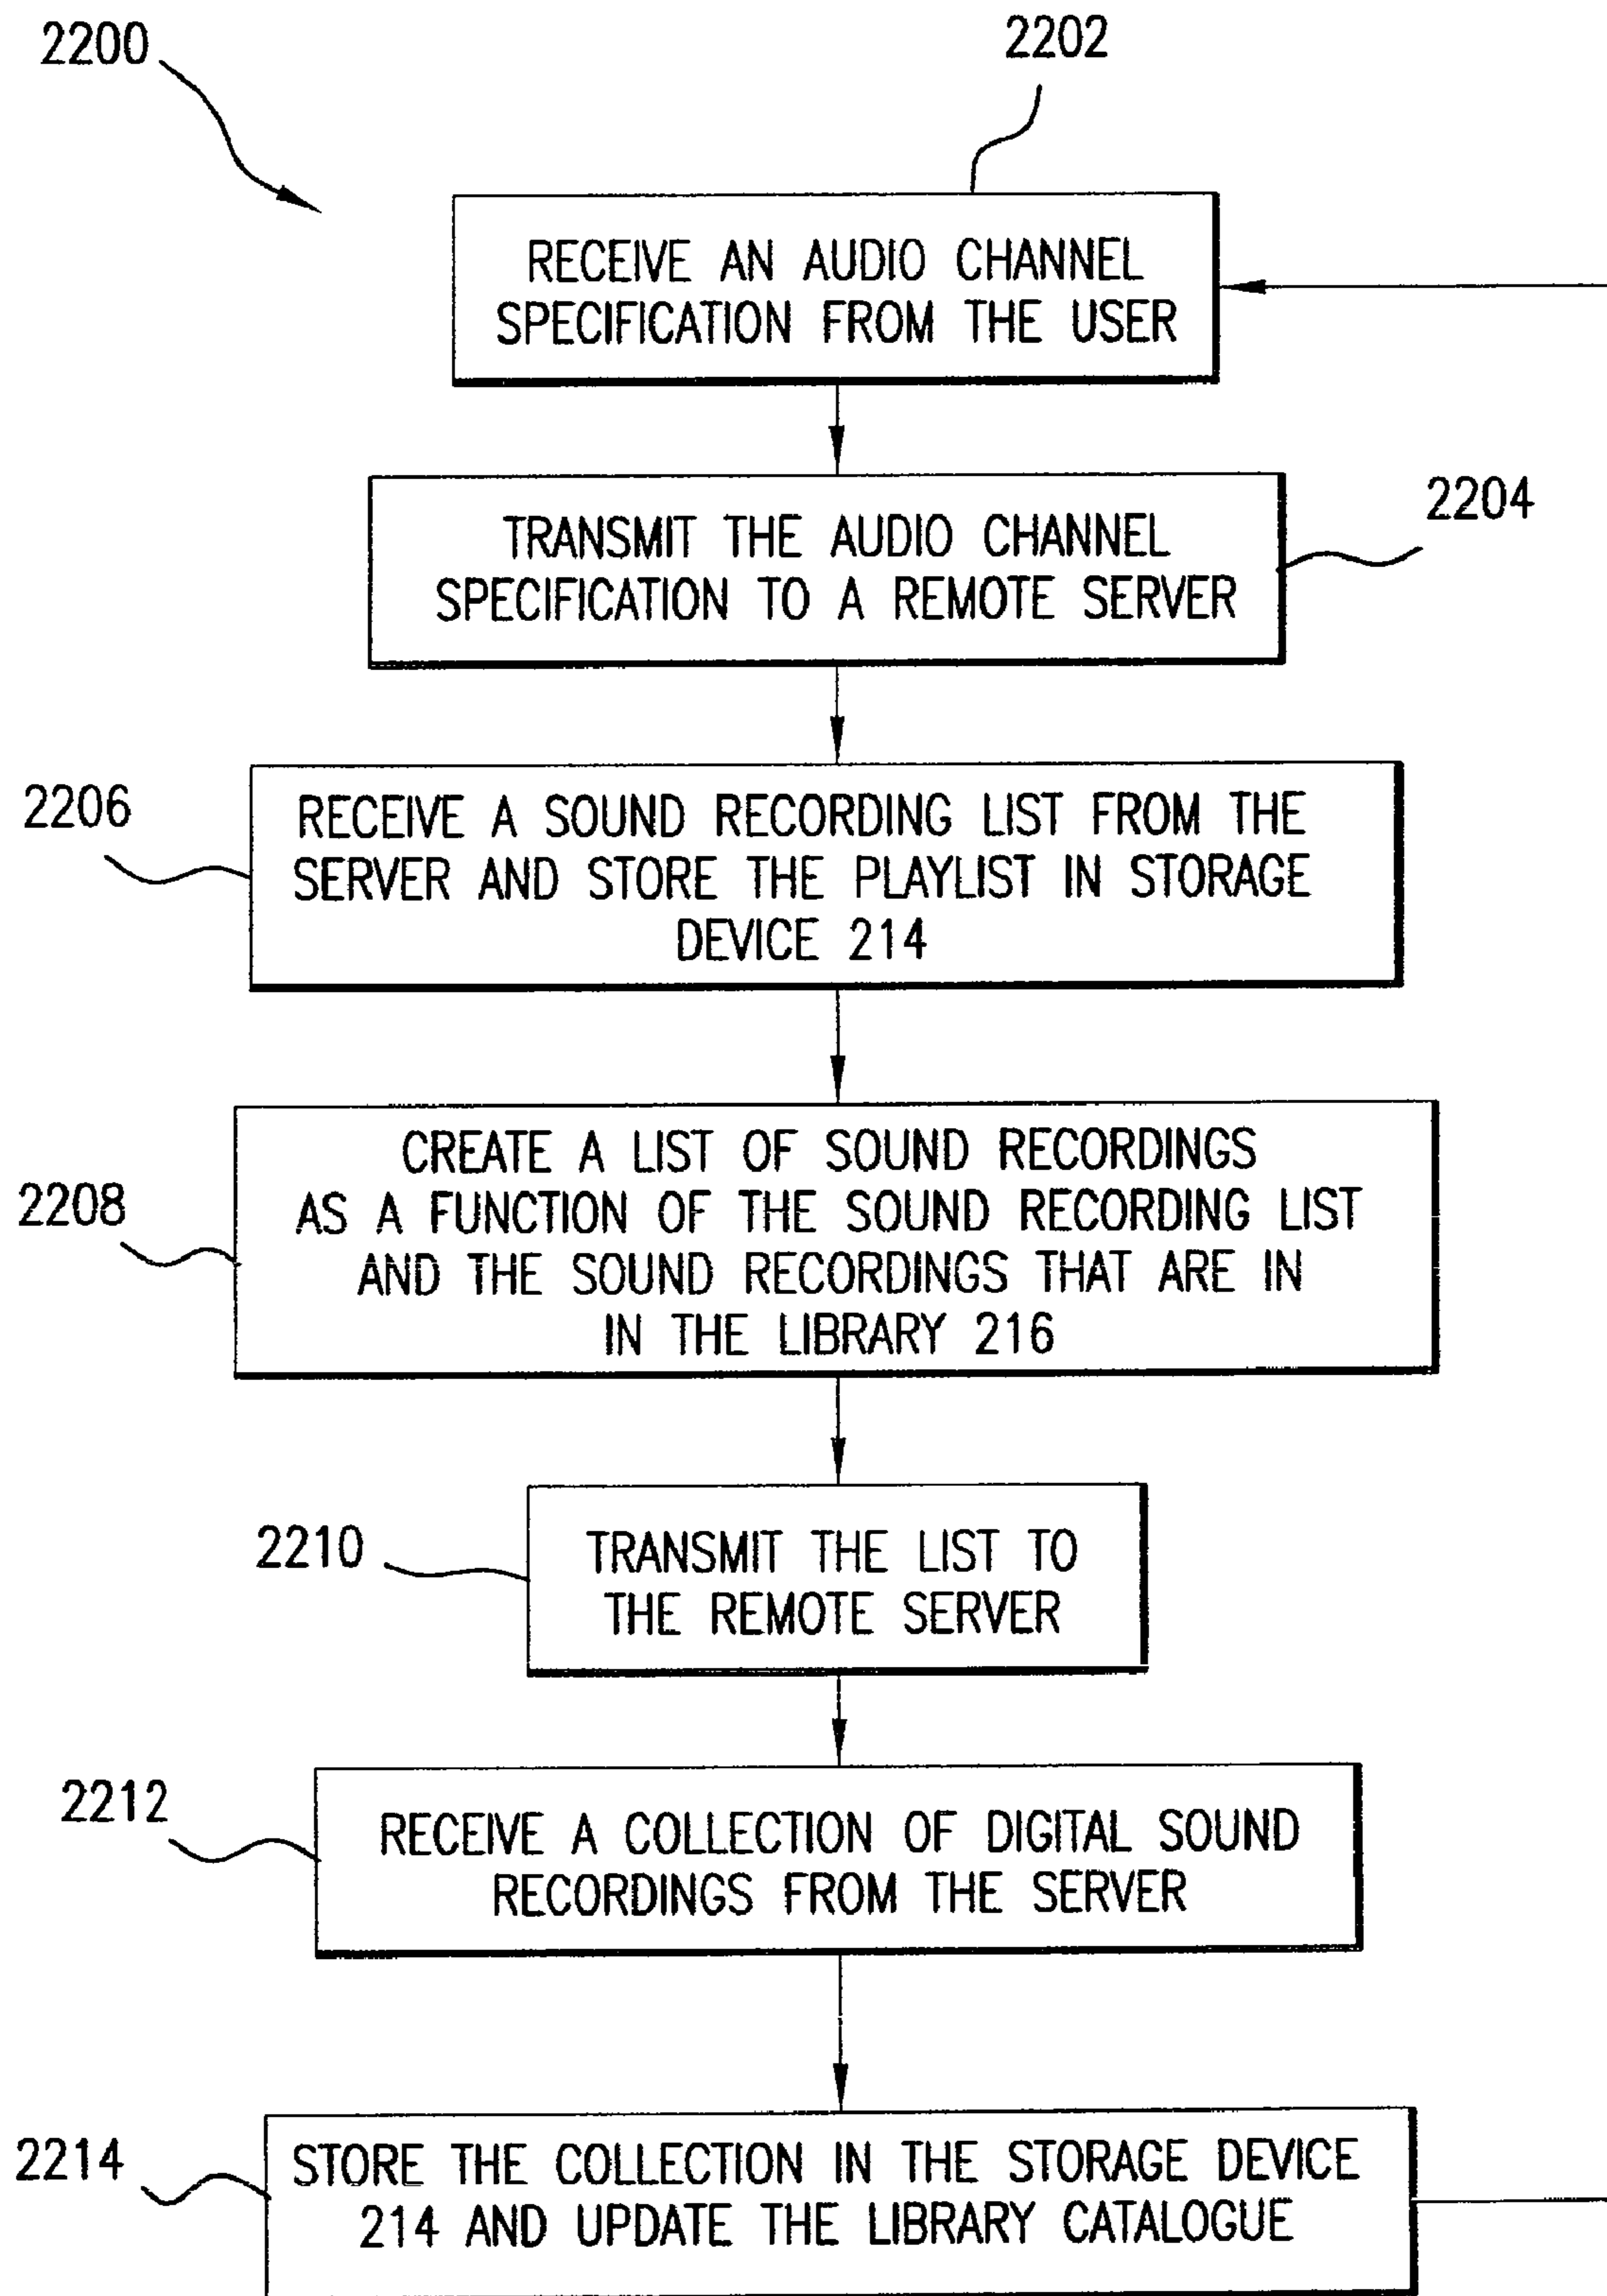 2200
2202
RECEIVE AN AUDIO CHANNEL
SPECIFICATION FROM THE USER
2204
TRANSMIT THE AUDIO CHANNEL
SPECIFICATION TO A REMOTE SERVER
2206
RECEIVE A SOUND RECORDING LIST FROM THE
SERVER AND STORE THE PLAYLIST IN STORAGE
DEVICE 214
2208
CREATE A LIST OF SOUND RECORDINGS
AS A FUNCTION OF THE SOUND RECORDING LIST
AND THE SOUND RECORDINGS THAT ARE IN
IN THE LIBRARY 216
2210
TRANSMIT THE LIST TO
THE REMOTE SERVER
2212
RECEIVE A COLLECTION OF DIGITAL SOUND
RECORDINGS FROM THE SERVER
2214
STORE THE COLLECTION IN THE STORAGE DEVICE
214 AND UPDATE THE LIBRARY CATALOGUE